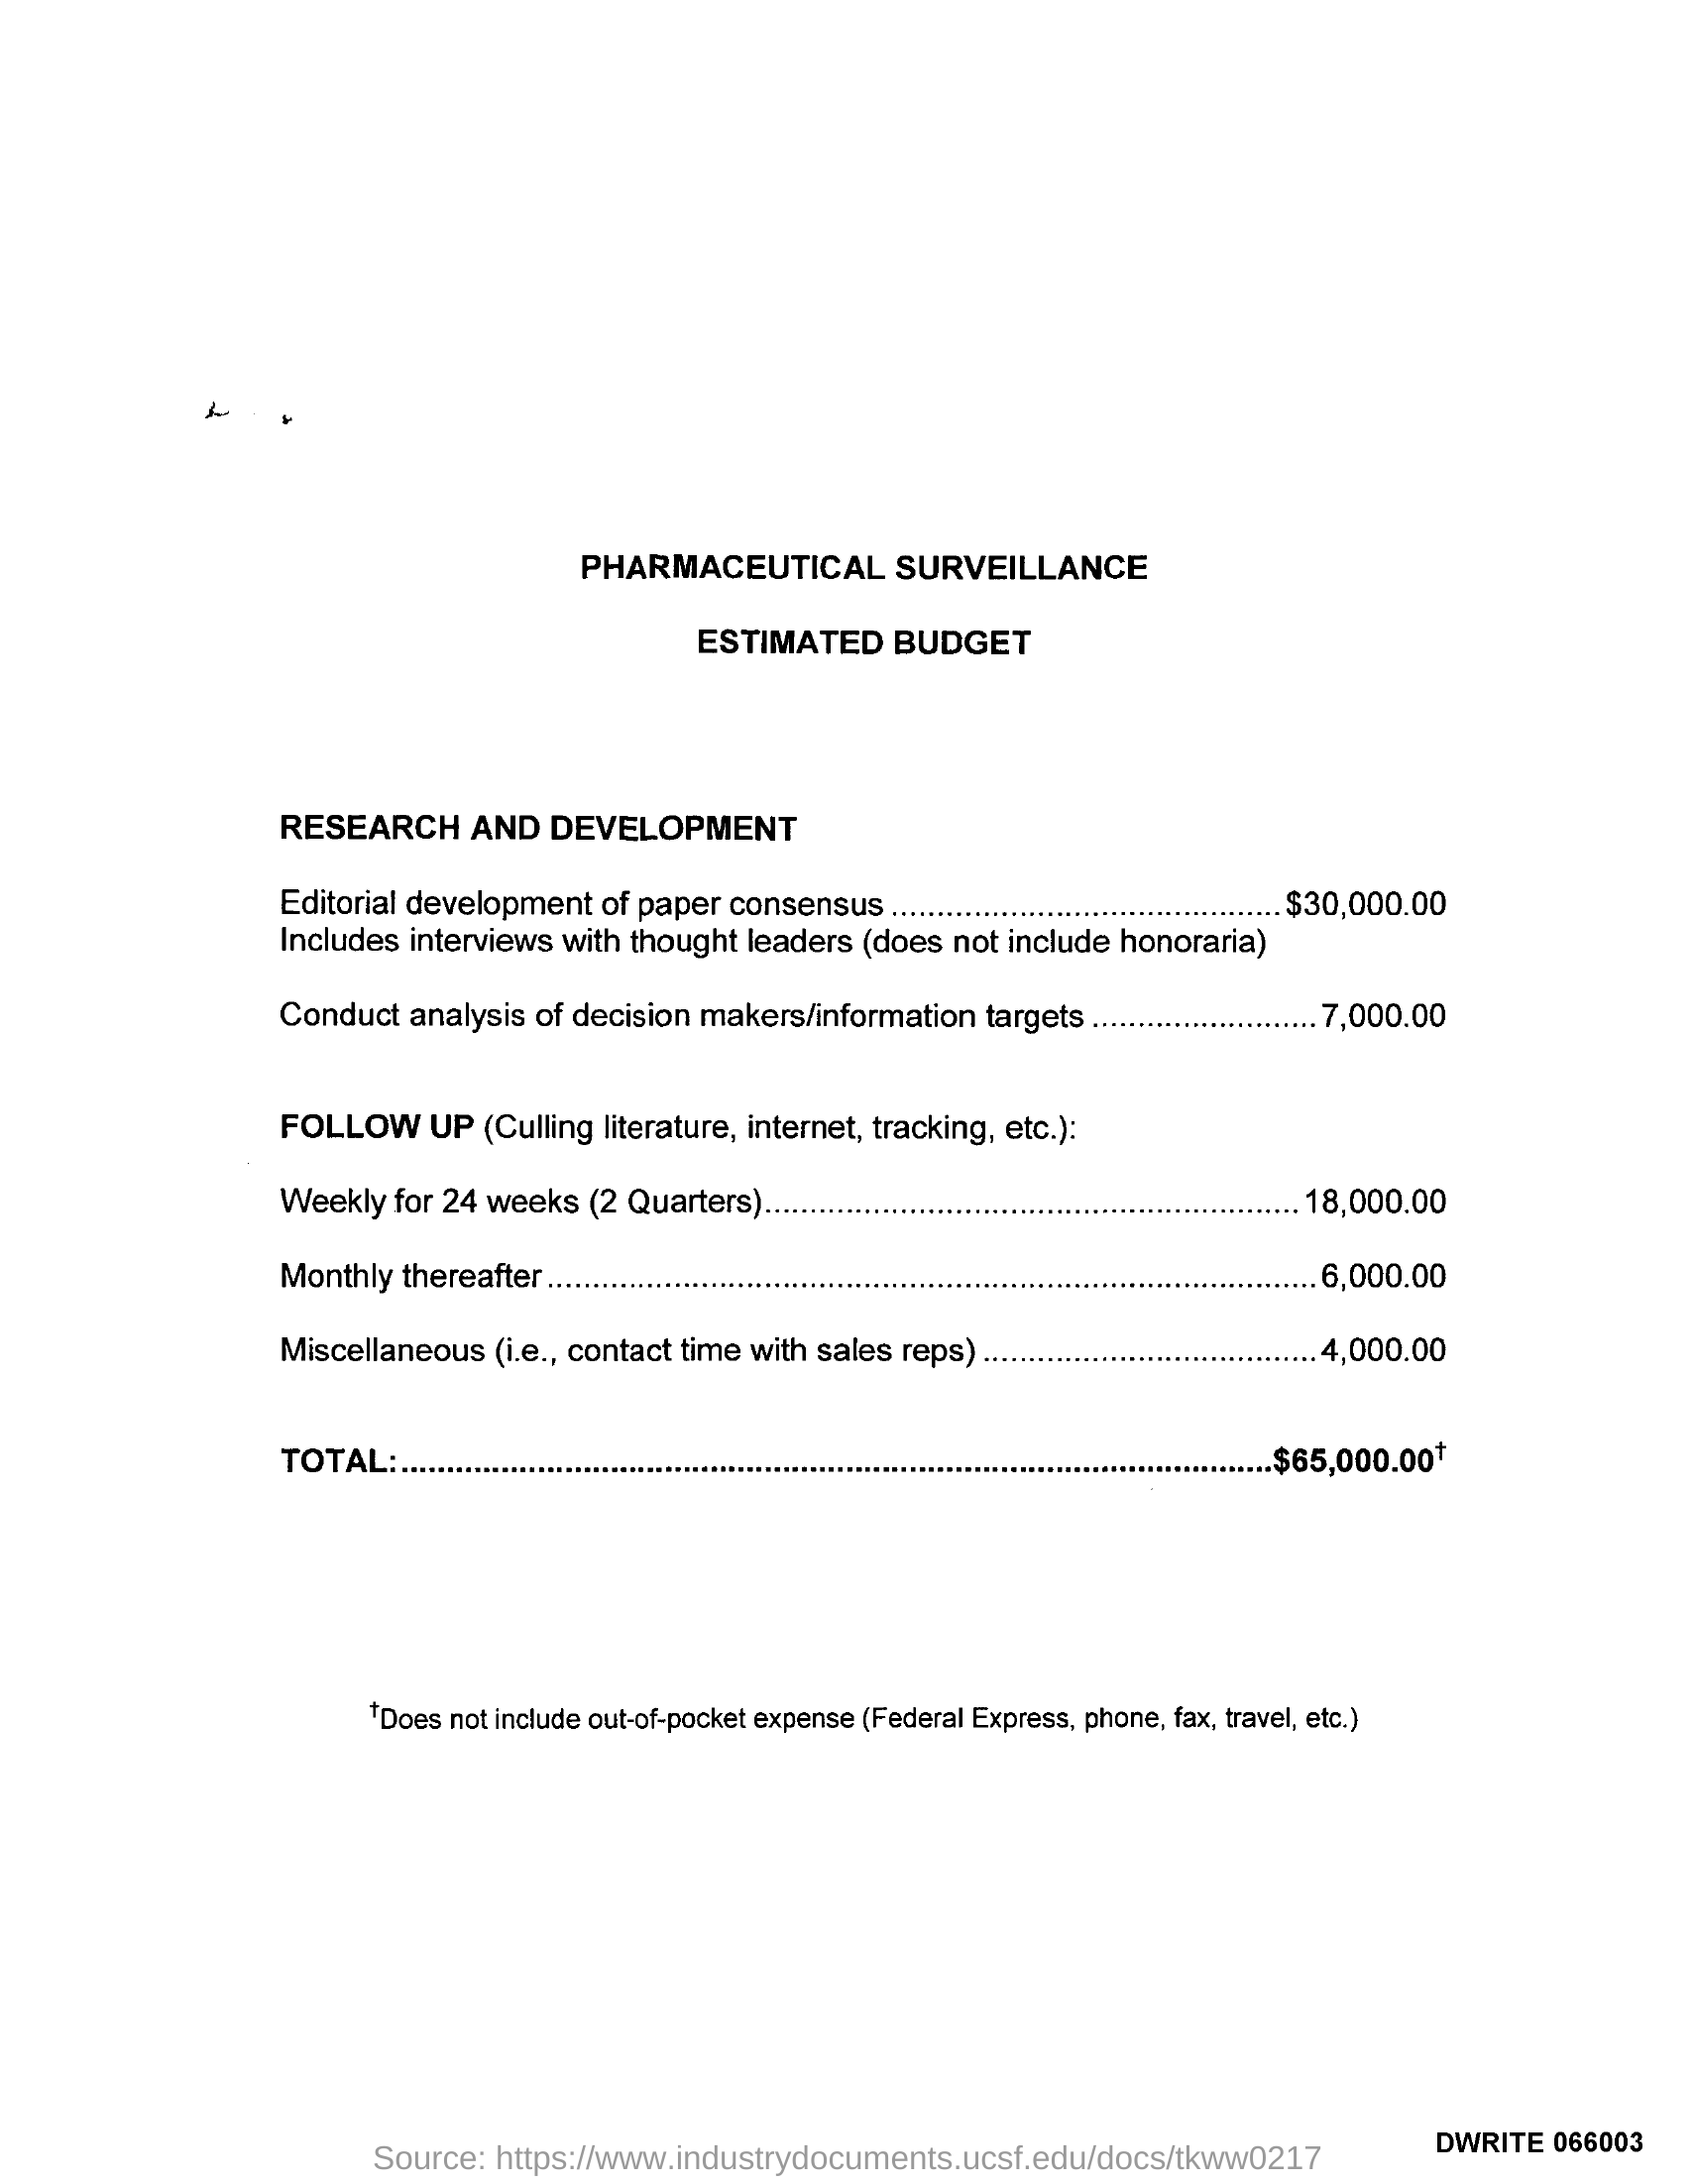 PHARMACEUTICAL SURVEILLANCE
ESTIMATED BUDGET
RESEARCH AND DEVELOPMENT
Editorial development of paper consensus ..........................................$30,000.00
Includes interviews with thought leaders (does not include honoraria)
Conduct analysis of decision makers/information targets ........................7,000.00
FOLLOW UP (Culling literature, internet, tracking, etc.):
Weekly for 24 weeks (2 Quarters)..........................................................18,000.00
Monthly thereafter....................................................................................6,000.00
Miscellaneous (i.e., contact time with sales reps) ....................................4,000.00
TOTAL:...............................................................................................$65,000.00†
†Does not include out-of-pocket expense (Federal Express, phone, fax, travel, etc.)
DWRITE 066003
Source: https://www.industrydocuments.ucsf.edu/docs/tkww0217